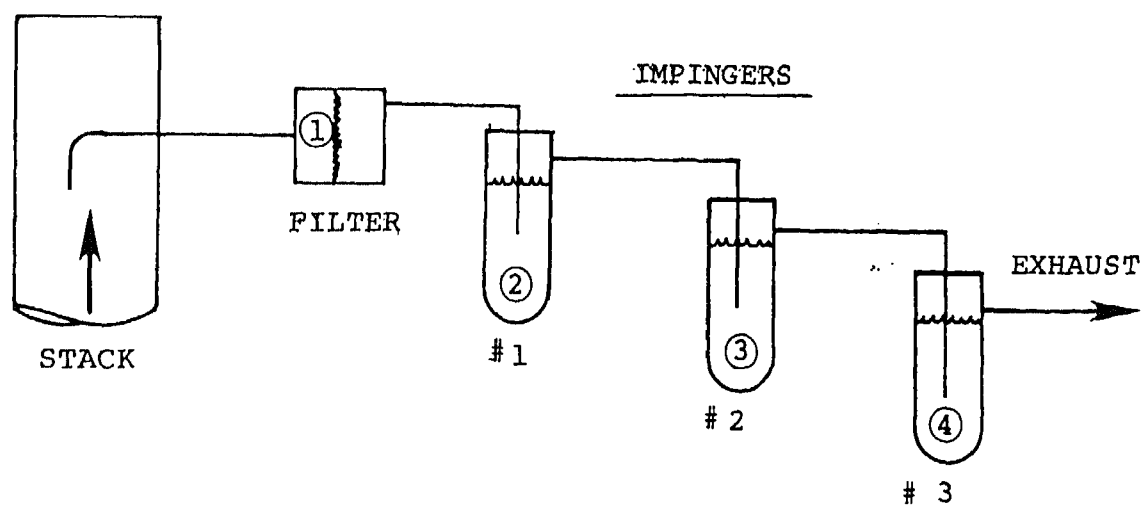 IMPINGERS
①
FILTER
②
#1
STACK
③
#2
EXHAUST
④
# 3